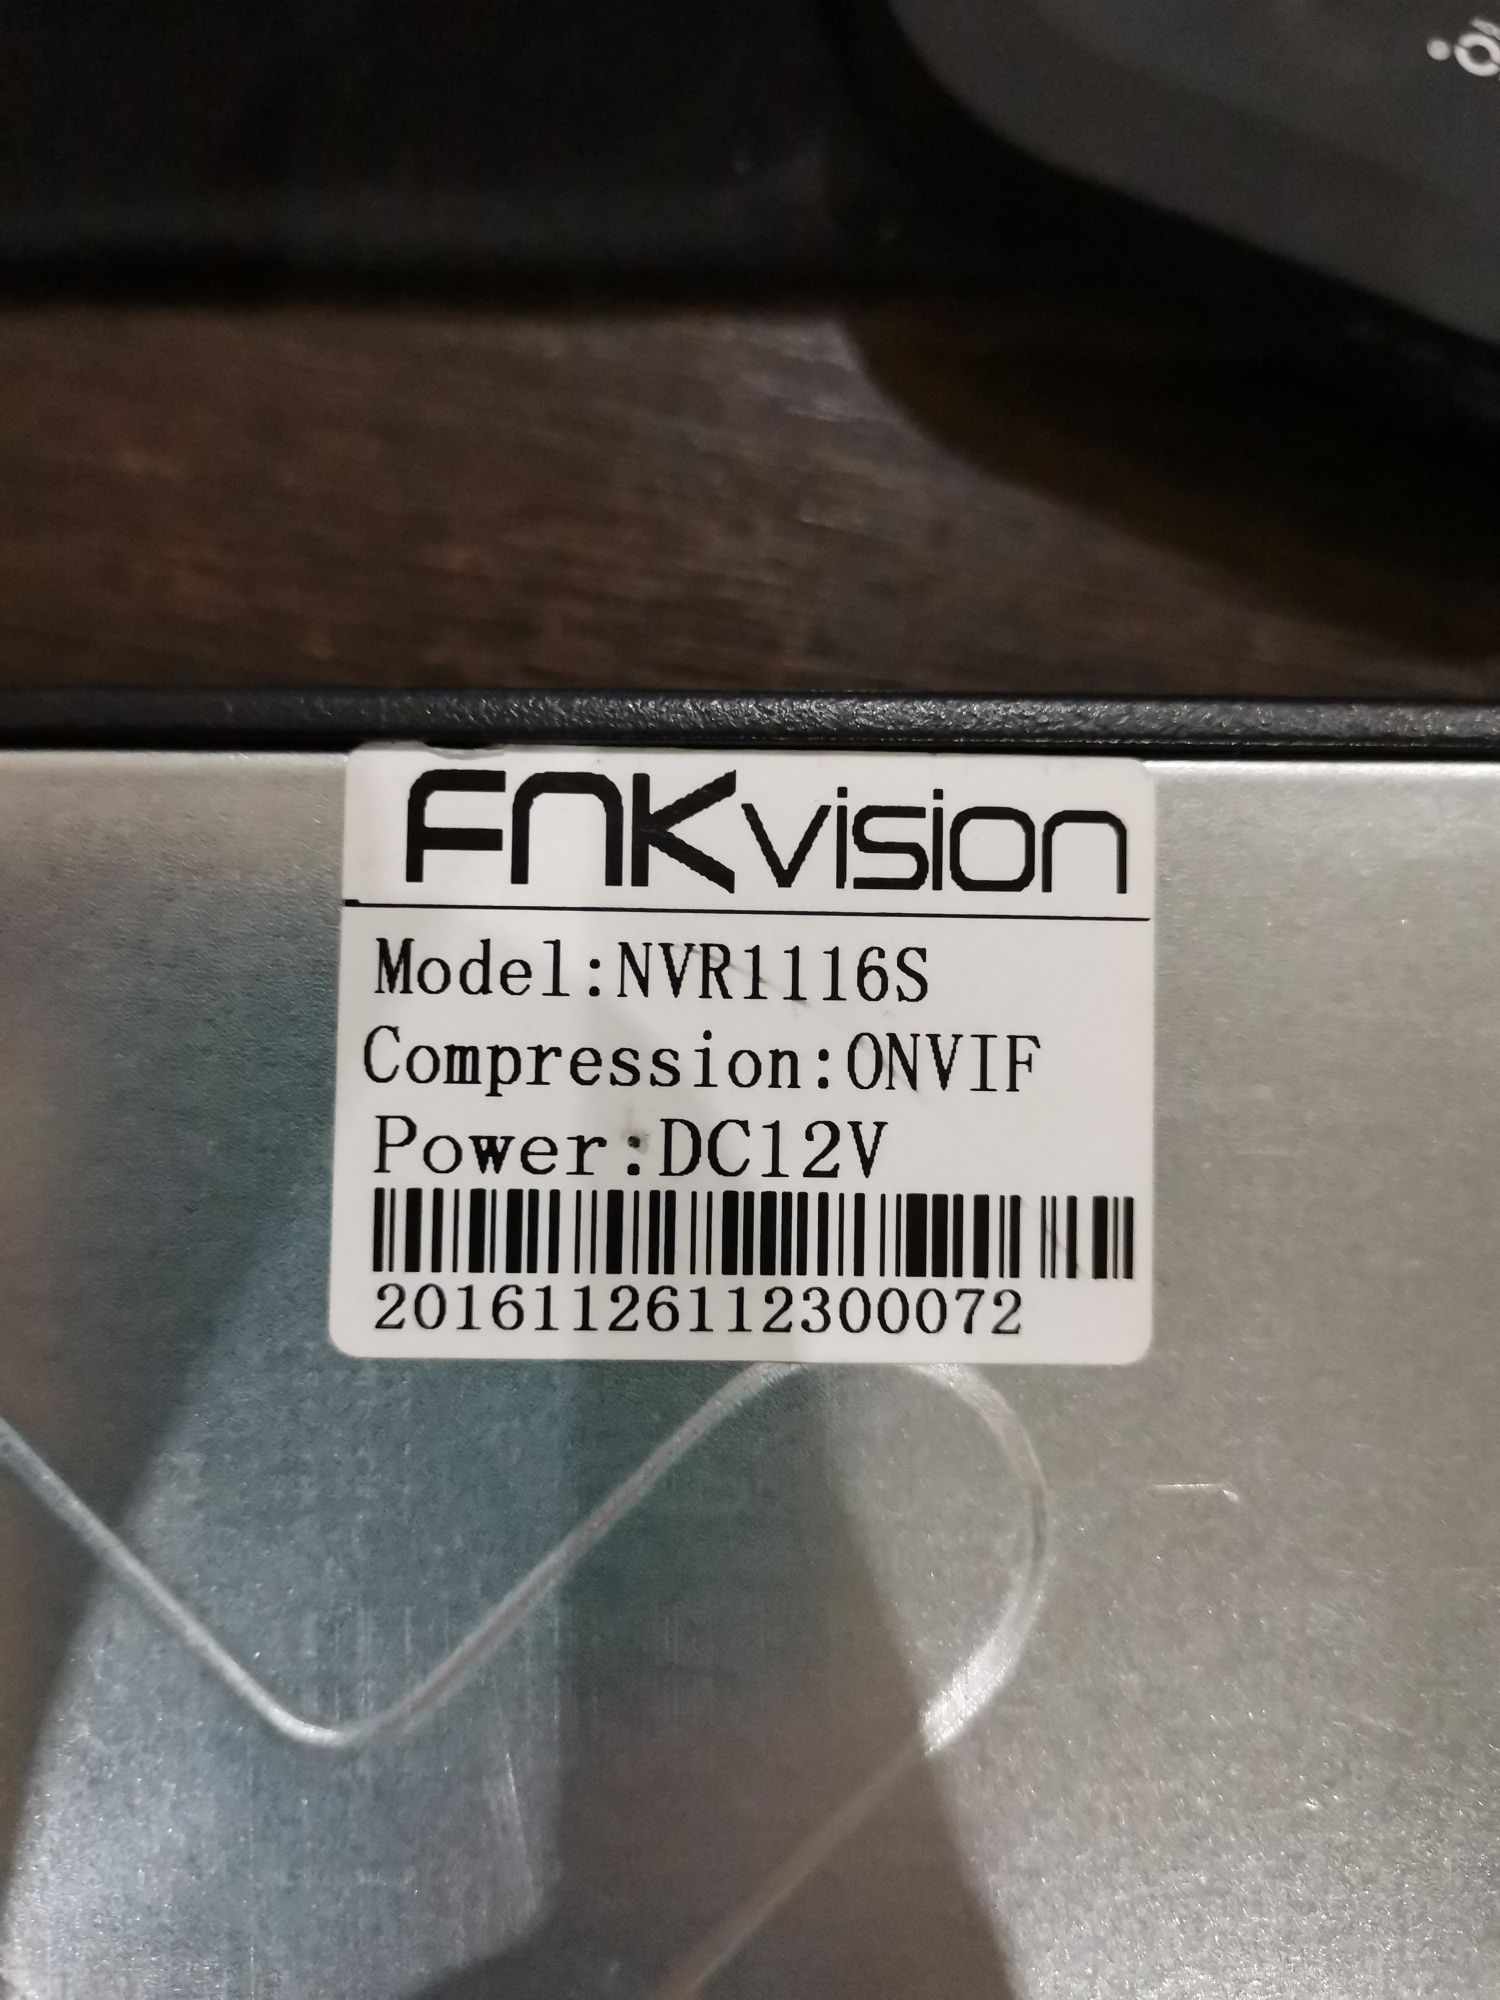 FNKvision
Model:NVR1116S
Compression:ONVIF
Power:DC12V
20161126112300072